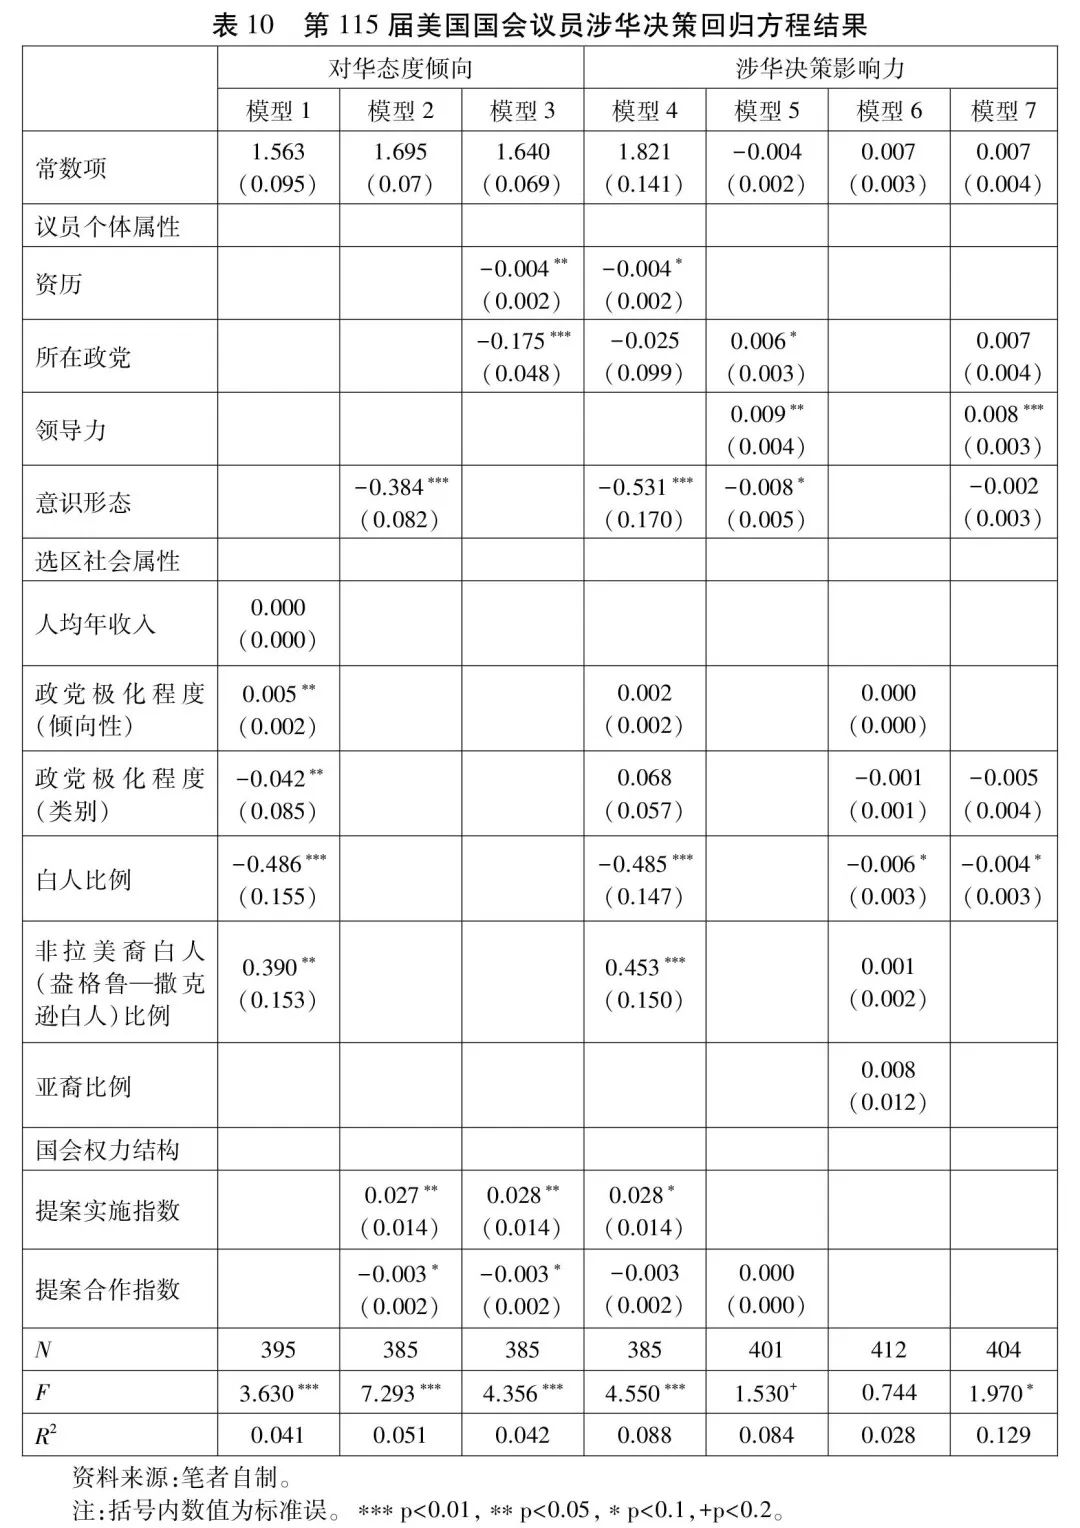 表 10 第 115 届美国国会议员涉华决策回归方程结果
对华态度倾向 涉华决策影响力
模型 1 模型 2 模型 3 模型 4 模型 5 模型 6 模型 7
常数项 1.563 1.695 1.640 1.821 -0.004 0.007 0.007
(0.095) (0.07) (0.069) (0.141) (0.002) (0.003) (0.004)
议员个体属性
资历 -0.004** -0.004*
(0.002) (0.002)
所在政党 -0.175*** -0.025 0.006* 0.007
(0.048) (0.099) (0.003) (0.004)
领导力 0.009** 0.008***
(0.004) (0.003)
意识形态 -0.384*** -0.531*** -0.008* -0.002
(0.082) (0.170) (0.005) (0.003)
选区社会属性
人均年收入 0.000
(0.000)
政党极化程度 0.005** 0.002 0.000
(倾向性) (0.002) (0.002) (0.000)
政党极化程度 -0.042** 0.068 -0.001 -0.005
(类别) (0.085) (0.057) (0.001) (0.004)
白人比例 -0.486*** -0.485*** -0.006* -0.004*
(0.155) (0.147) (0.003) (0.003)
非拉美裔白人 0.390** 0.453*** 0.001
(盎格鲁—撒克 (0.153) (0.150) (0.002)
逊白人)比例
亚裔比例 0.008
(0.012)
国会权力结构
提案实施指数 0.027** 0.028** 0.028*
(0.014) (0.014) (0.014)
提案合作指数 -0.003* -0.003* -0.003 0.000
(0.002) (0.002) (0.002) (0.000)
N 395 385 385 385 401 412 404
F 3.630*** 7.293*** 4.356*** 4.550*** 1.530+ 0.744 1.970*
R² 0.041 0.051 0.042 0.088 0.084 0.028 0.129
资料来源:笔者自制。
注:括号内数值为标准误。 *** p<0.01, ** p<0.05, * p<0.1,+p<0.2。